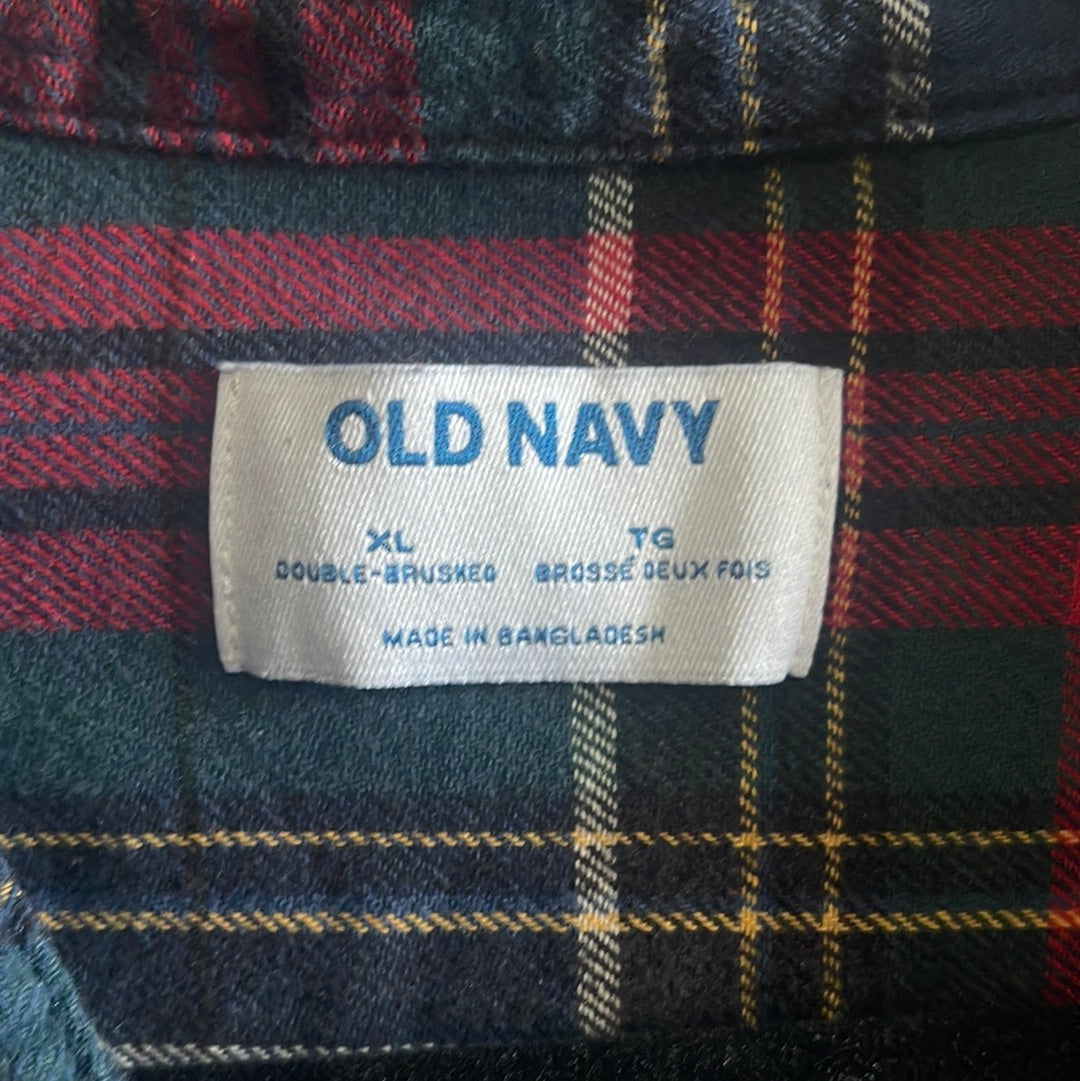 OLD NAVY
XL TG
DOUBLE-BRUSHED BROSSÉ DEUX FOIS
MADE IN BANGLADESH